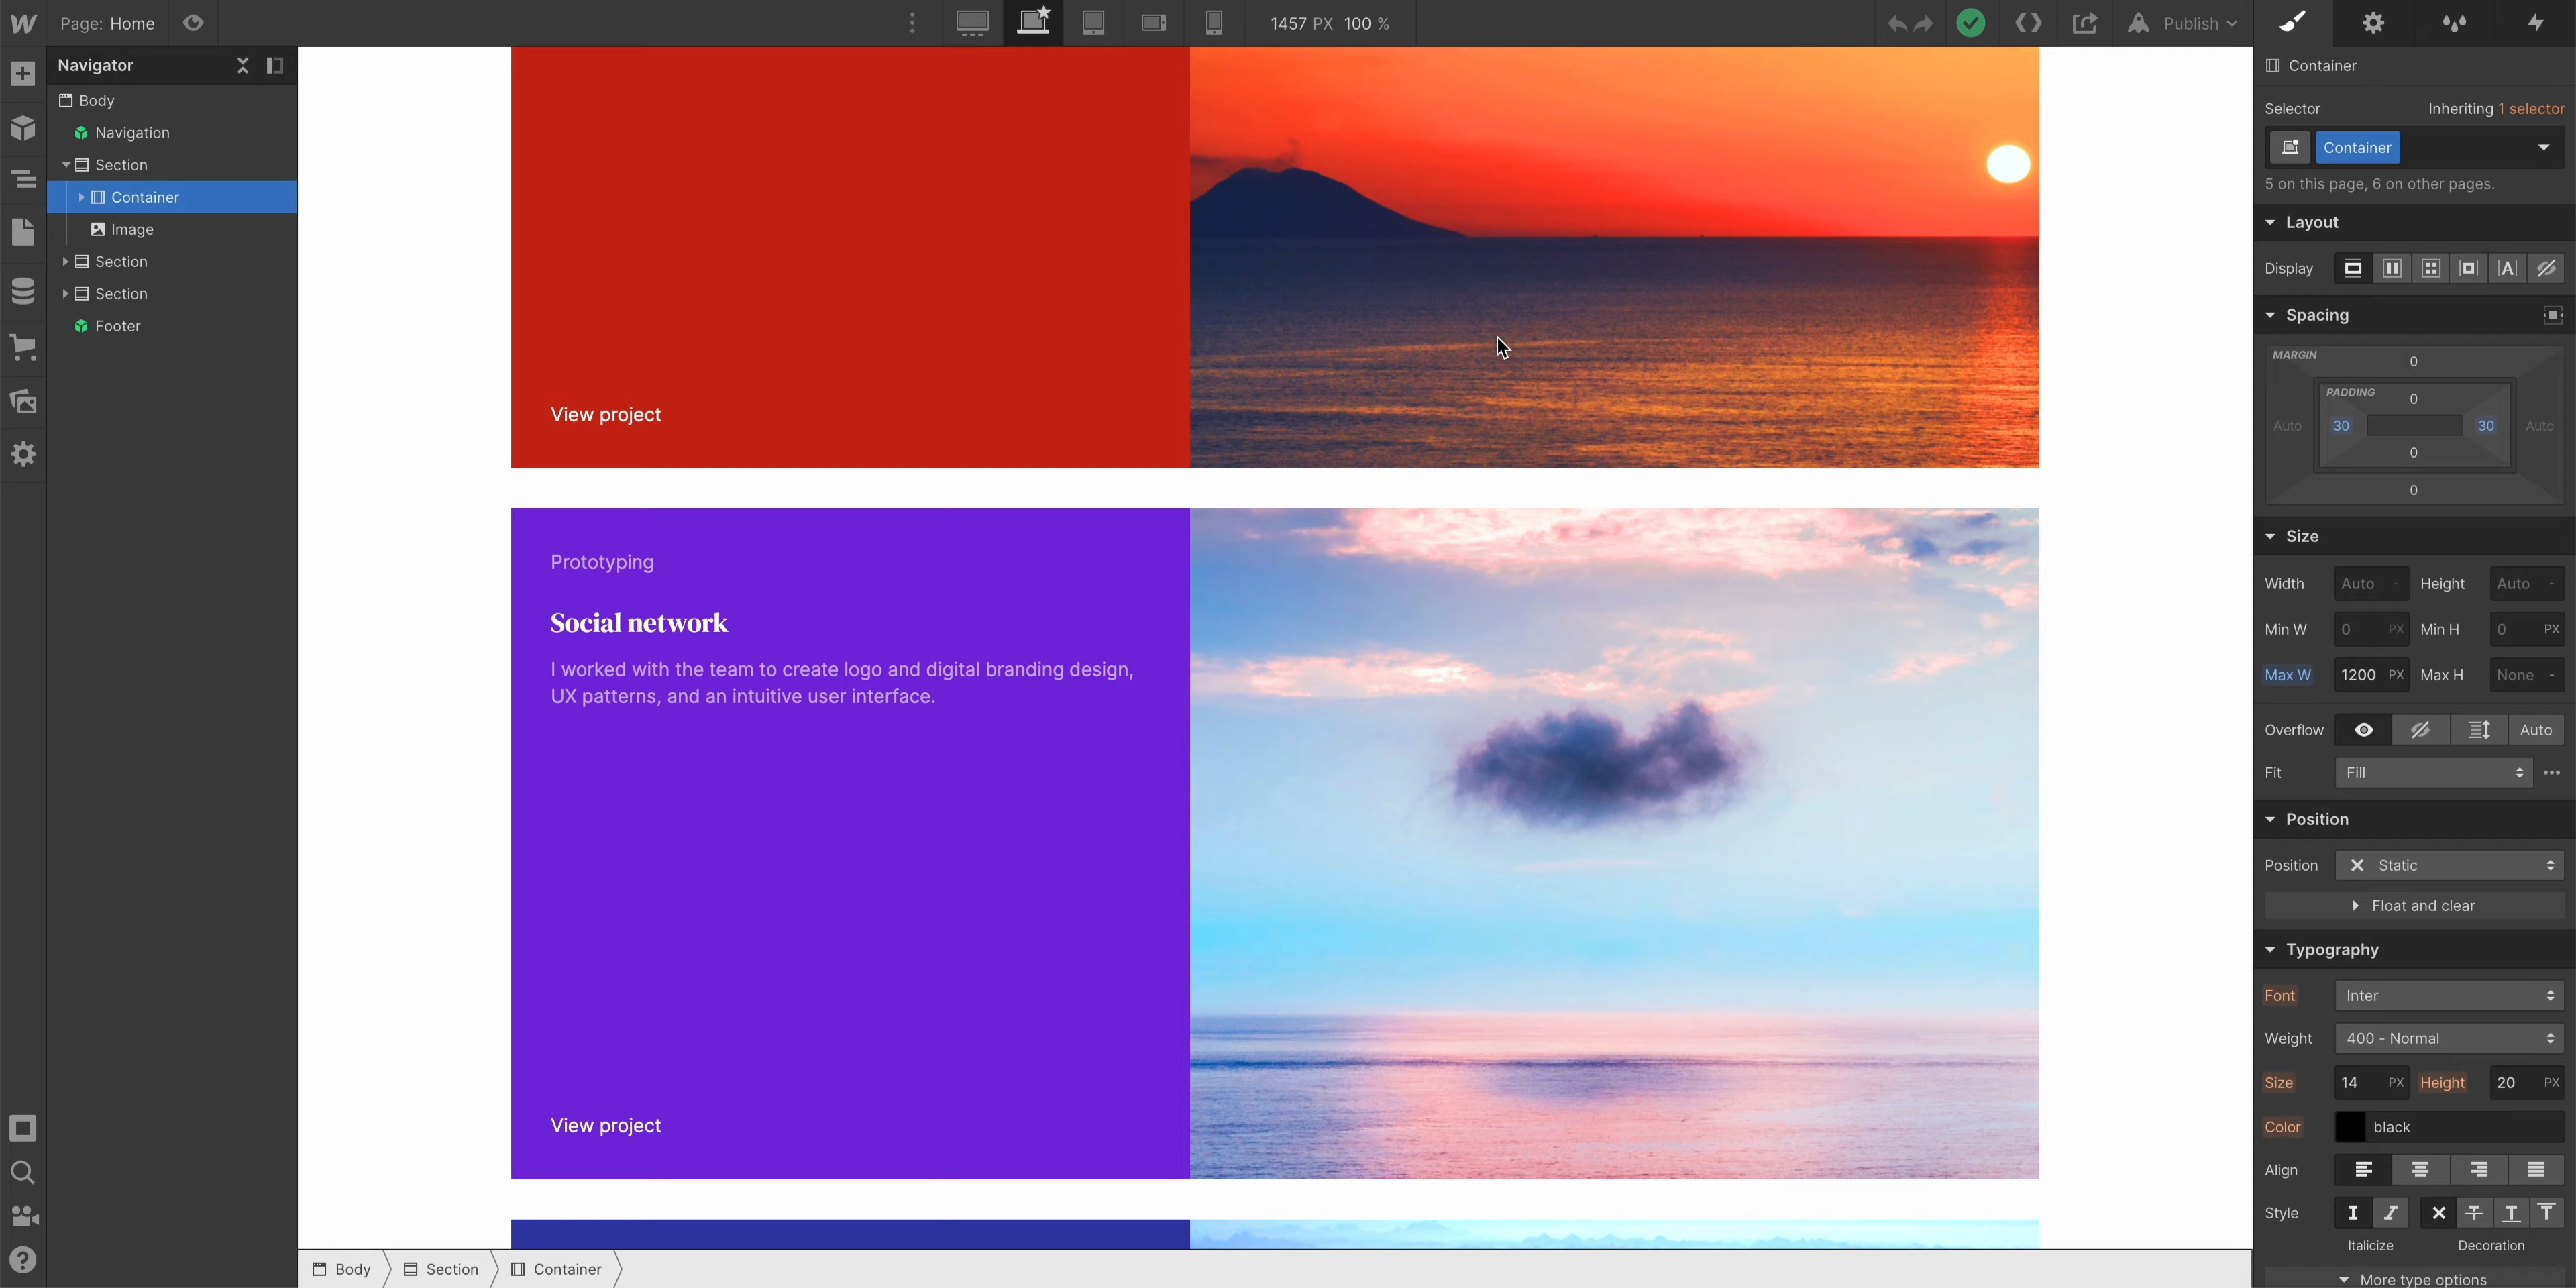 Page: Home
1457 PX 100 %
Publish
Navigator
Body
Navigation
Section
Container
Image
Section
Section
Footer
View project
Prototyping
Social network
I worked with the team to create logo and digital branding design,
UX patterns, and an intuitive user interface.
View project
Body
Section
Container
Container
Selector
Inheriting 1 selector
Container
5 on this page, 6 on other pages.
Layout
Display
Spacing
MARGIN
0
PADDING
0
Auto
30
30
Auto
0
0
Size
Width Auto - Height Auto -
Min W 0 PX Min H 0 PX
Max W 1200 PX Max H None -
Overflow Auto
Fit Fill
Position
Position Static
Float and clear
Typography
Font Inter
Weight 400 - Normal
Size 14 PX Height 20 PX
Color black
Align
Style
Italicize Decoration
More type options